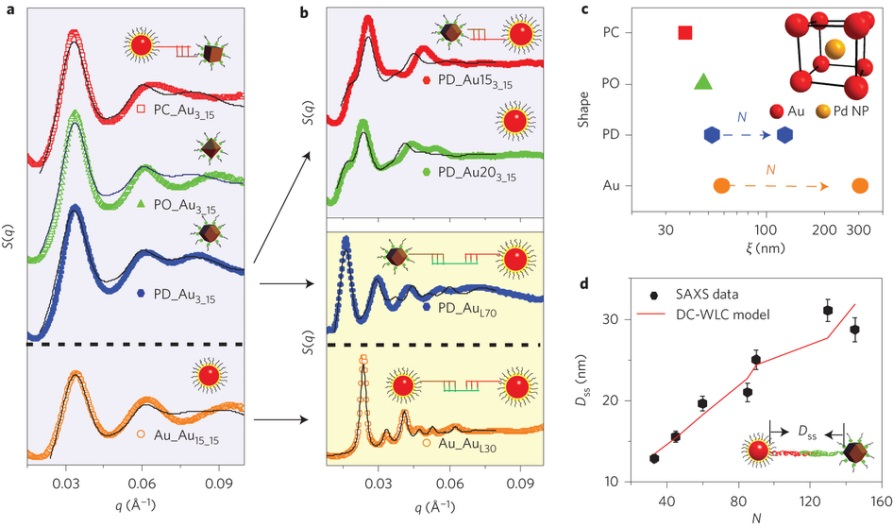 a
S(q)
PC_Au3_15
PO_Au3_15
PD_Au3_15
Au_Au15_15
0.03 0.06 0.09
q (Å⁻¹)
b
S(q)
PD_Au153_15
PD_Au203_15
S(q)
PD_AuL70
Au_AuL30
0.03 0.06 0.09
q (Å⁻¹)
c
Shape
PC
PO
PD
Au
Au Pd NP
N
N
30 100 200 300
ξ (nm)
d
SAXS data
DC-WLC model
Dss (nm)
30
20
10
Dss
40 80 120 160
N